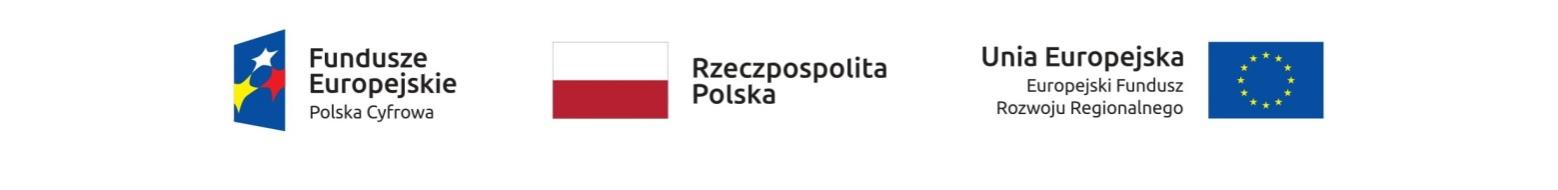 Fundusze
Europejskie
Polska Cyfrowa
Rzeczpospolita
Polska
Unia Europejska
Europejski Fundusz
Rozwoju Regionalnego